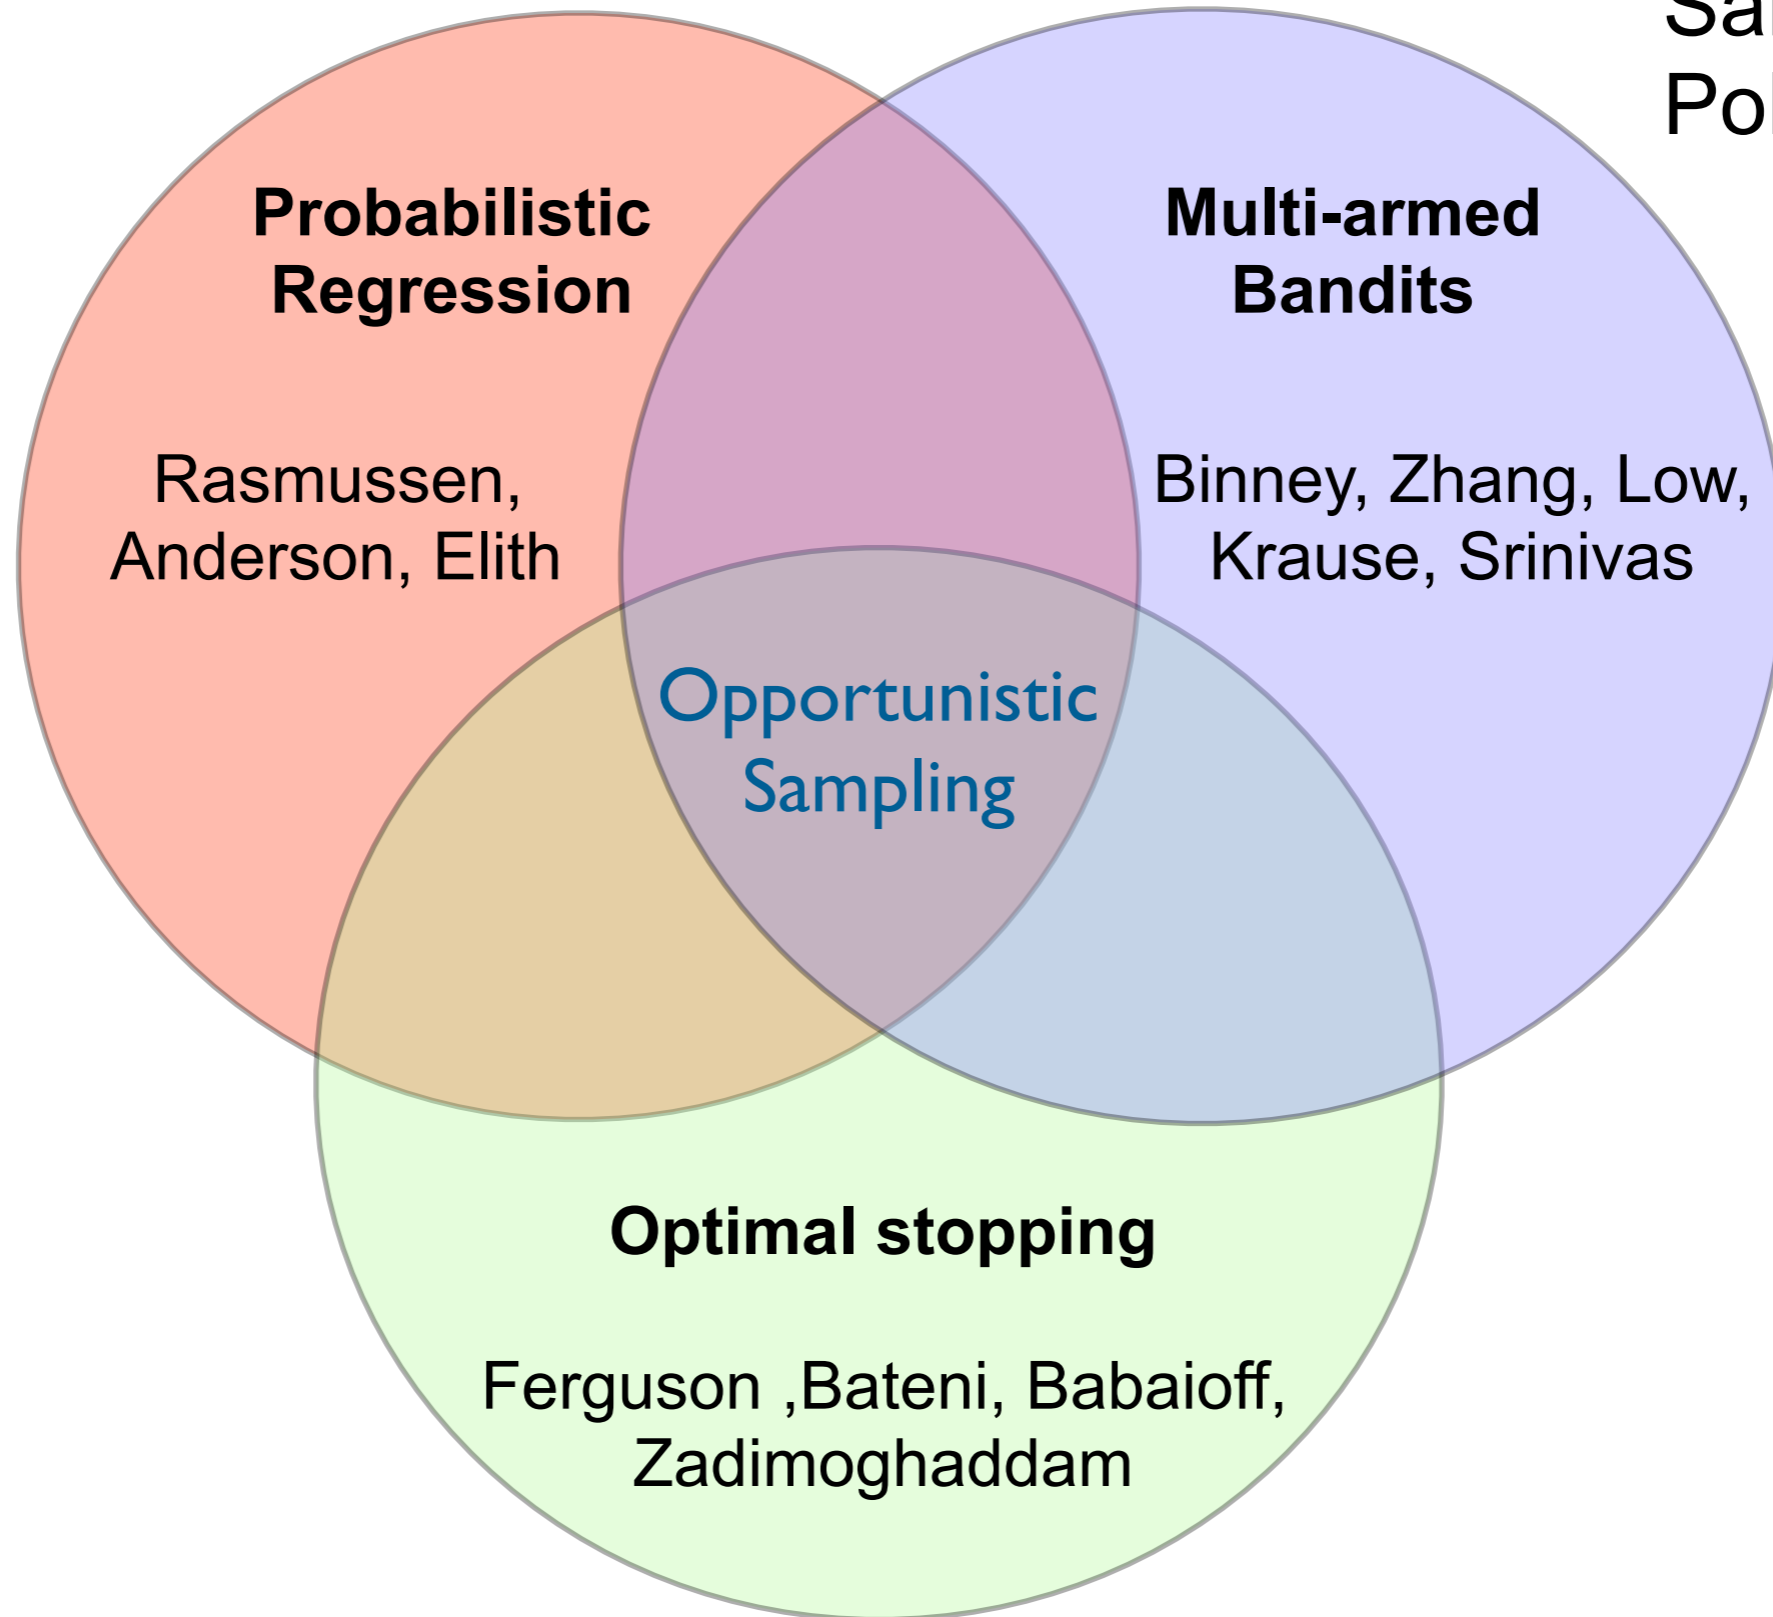 Probabilistic
Regression
Multi-armed
Bandits
Rasmussen,
Anderson, Elith
Binney, Zhang, Low,
Krause, Srinivas
Opportunistic
Sampling
Optimal stopping
Ferguson ,Bateni, Babaioff,
Zadimoghaddam